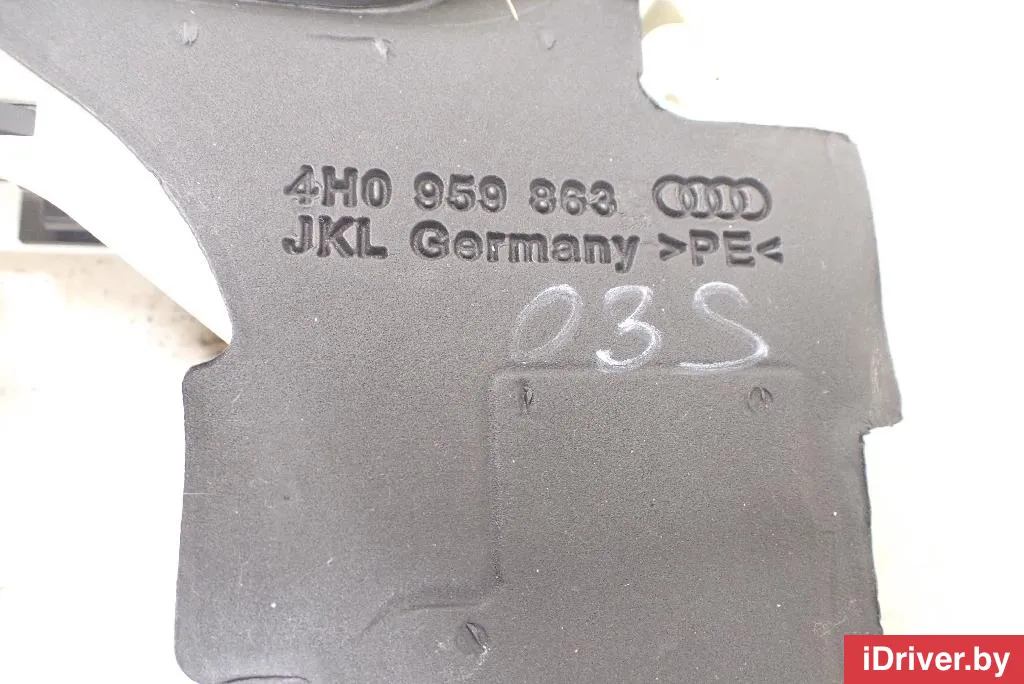 4H0 959 863
JKL Germany >PE<
03S
iDriver.by